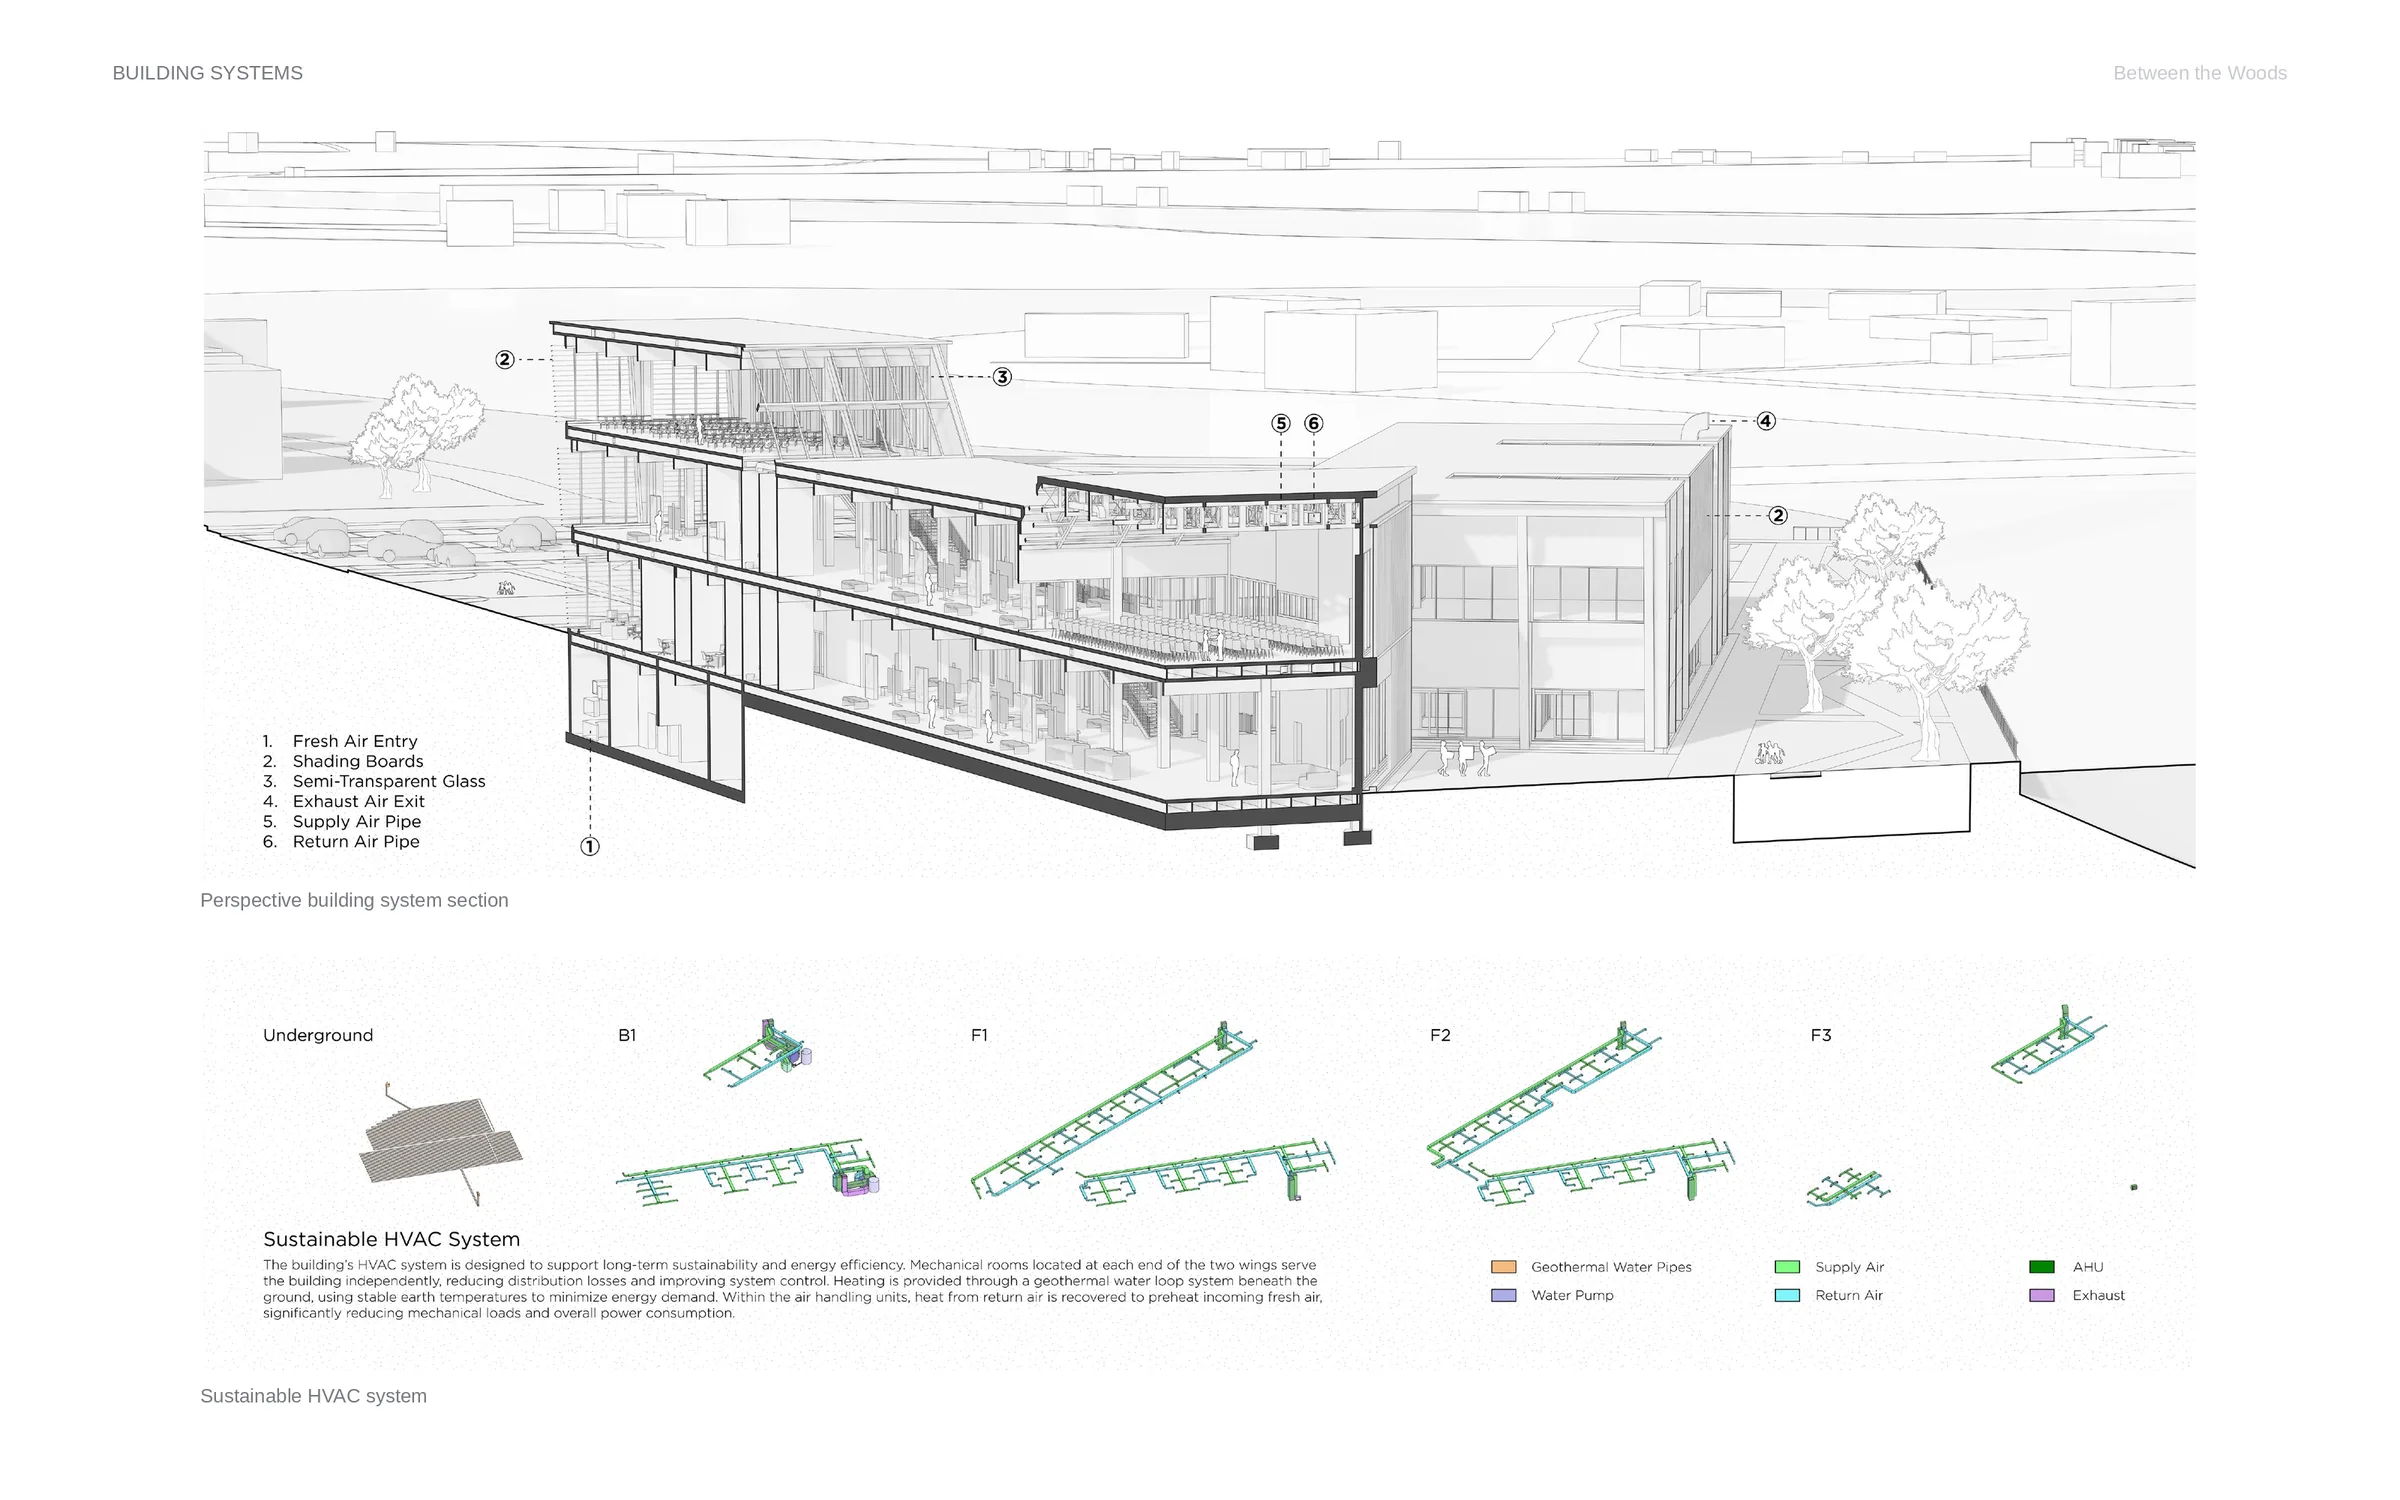 BUILDING SYSTEMS
Between the Woods
2
3
5 6
4
2
1. Fresh Air Entry
2. Shading Boards
3. Semi-Transparent Glass
4. Exhaust Air Exit
5. Supply Air Pipe
6. Return Air Pipe
1
Perspective building system section
Underground
B1
F1
F2
F3
Sustainable HVAC System
The building's HVAC system is designed to support long-term sustainability and energy efficiency. Mechanical rooms located at each end of the two wings serve
the building independently, reducing distribution losses and improving system control. Heating is provided through a geothermal water loop system beneath the
ground, using stable earth temperatures to minimize energy demand. Within the air handling units, heat from return air is recovered to preheat incoming fresh air,
significantly reducing mechanical loads and overall power consumption.
Geothermal Water Pipes
Supply Air
AHU
Water Pump
Return Air
Exhaust
Sustainable HVAC system